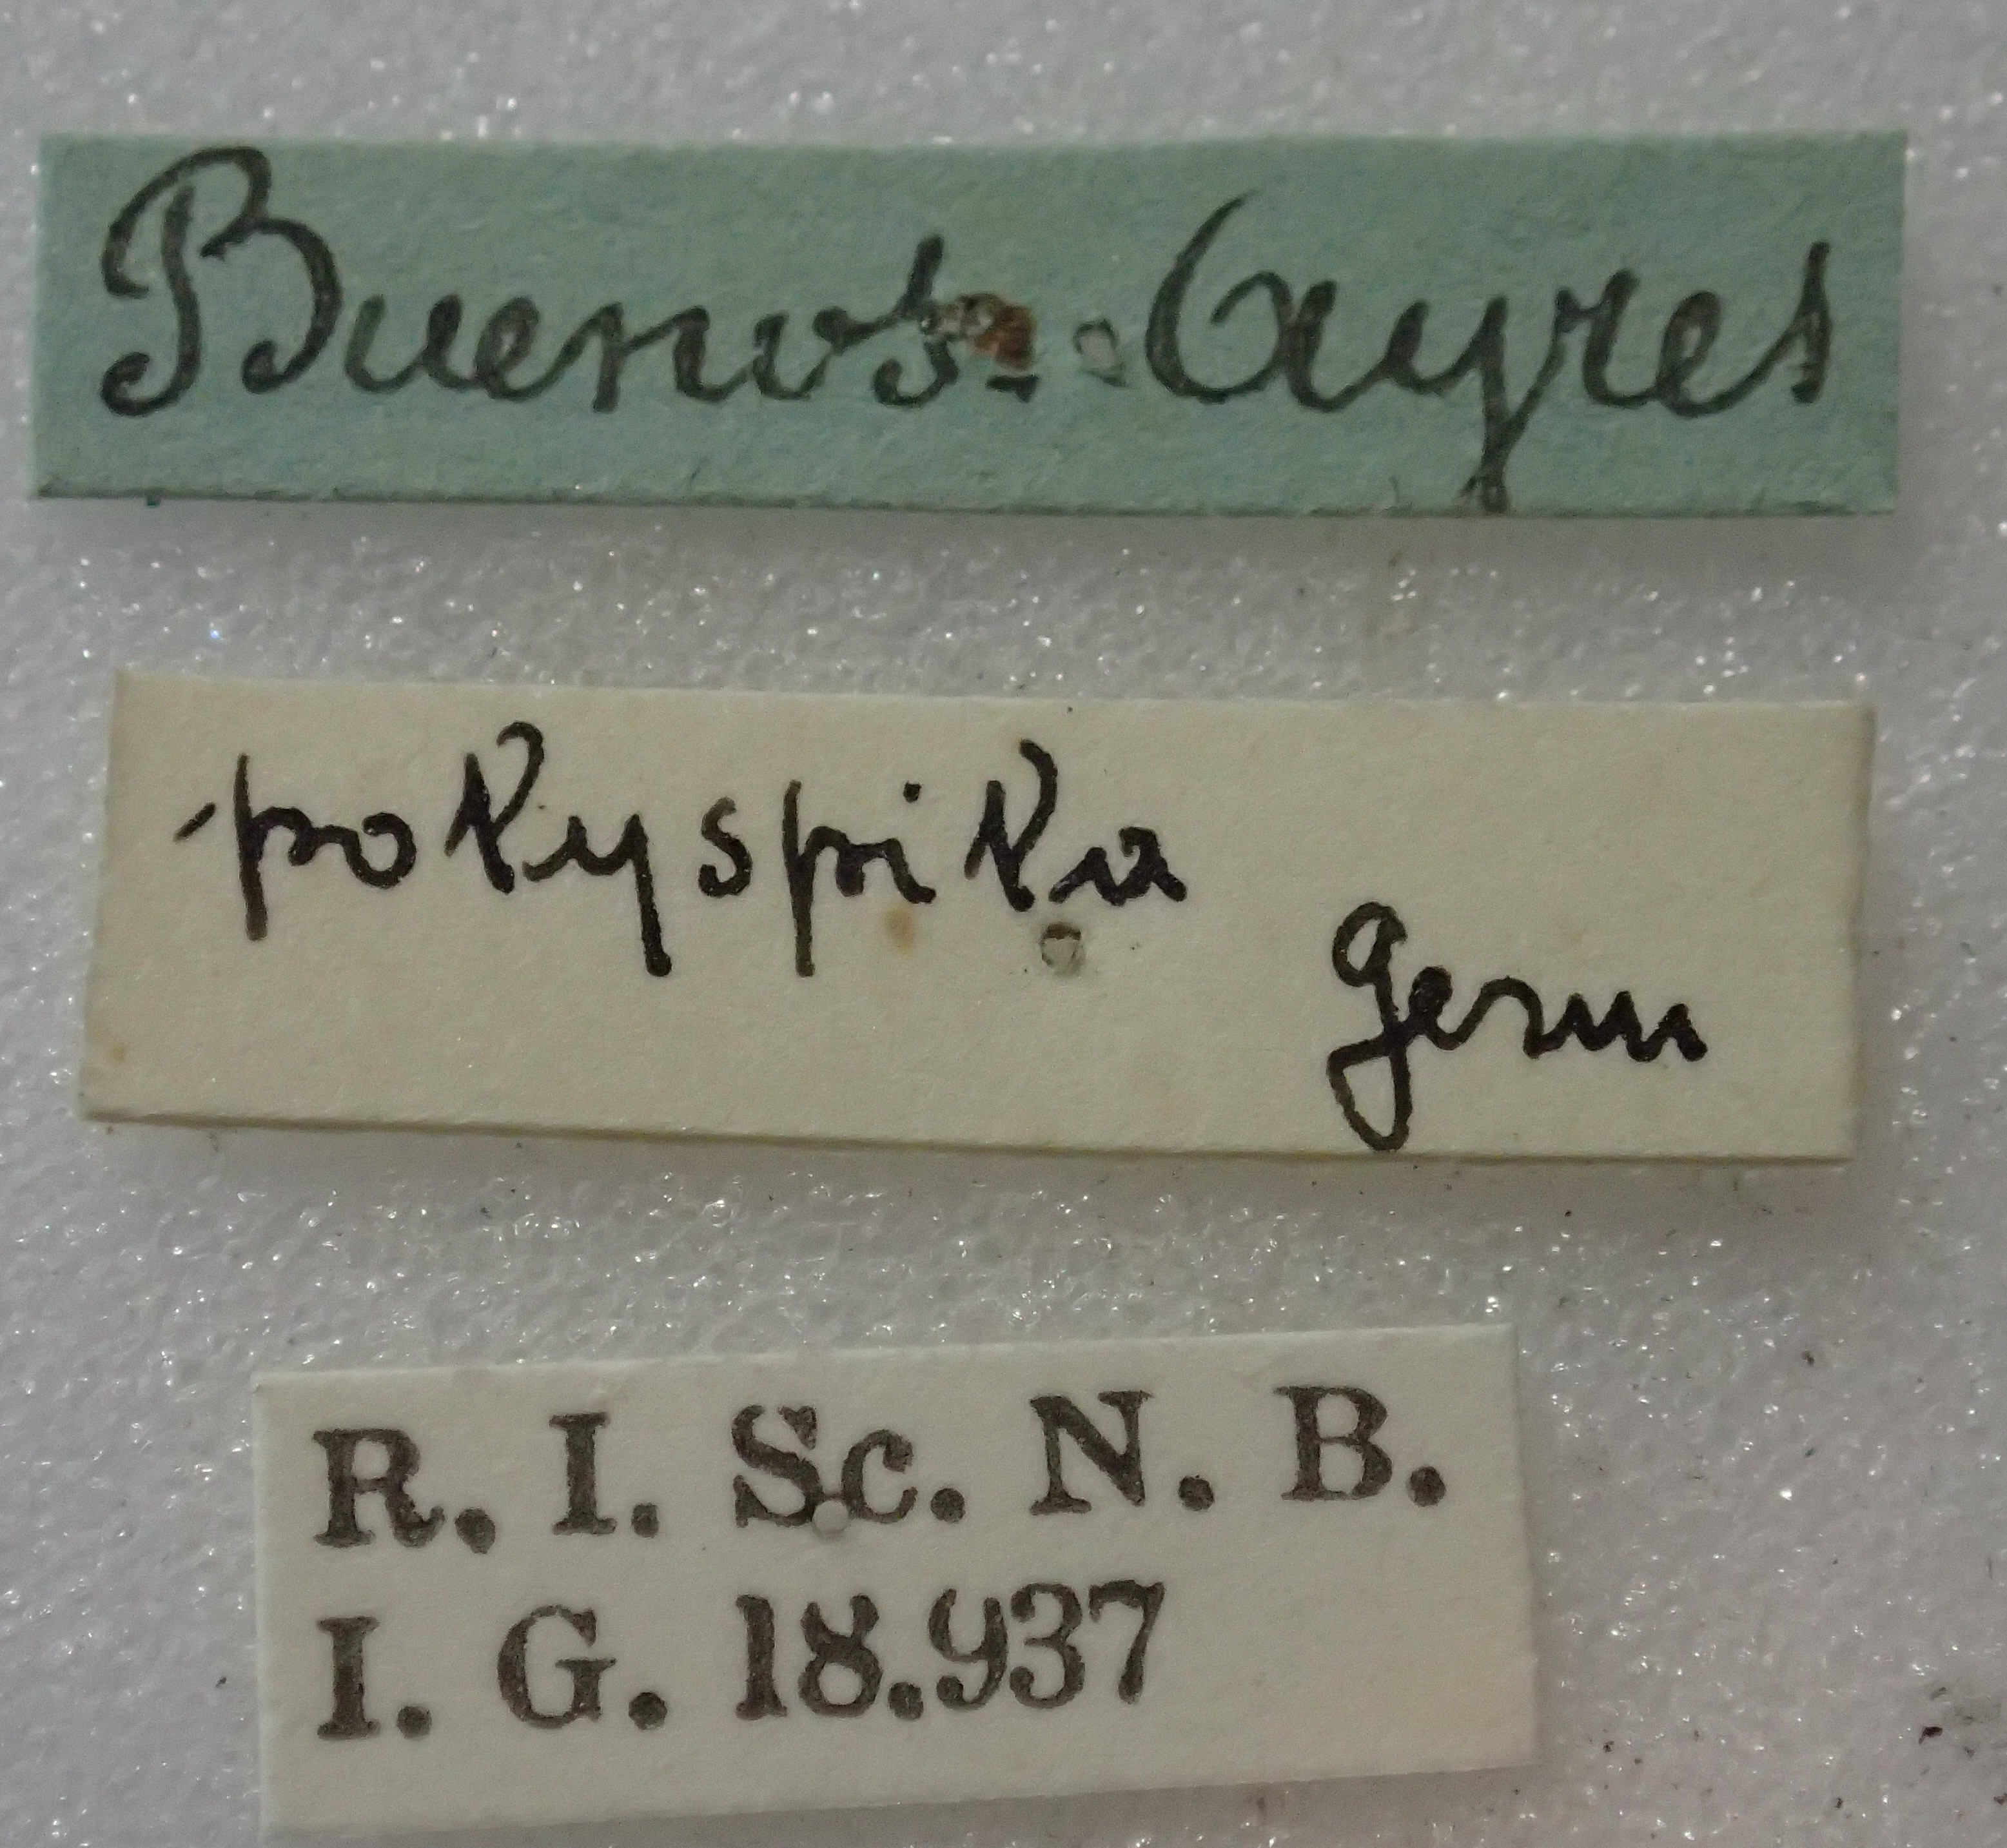 Buenos-Ayres
polyspila
Germ
R. I. Sc. N. B.
I. G. 18.937